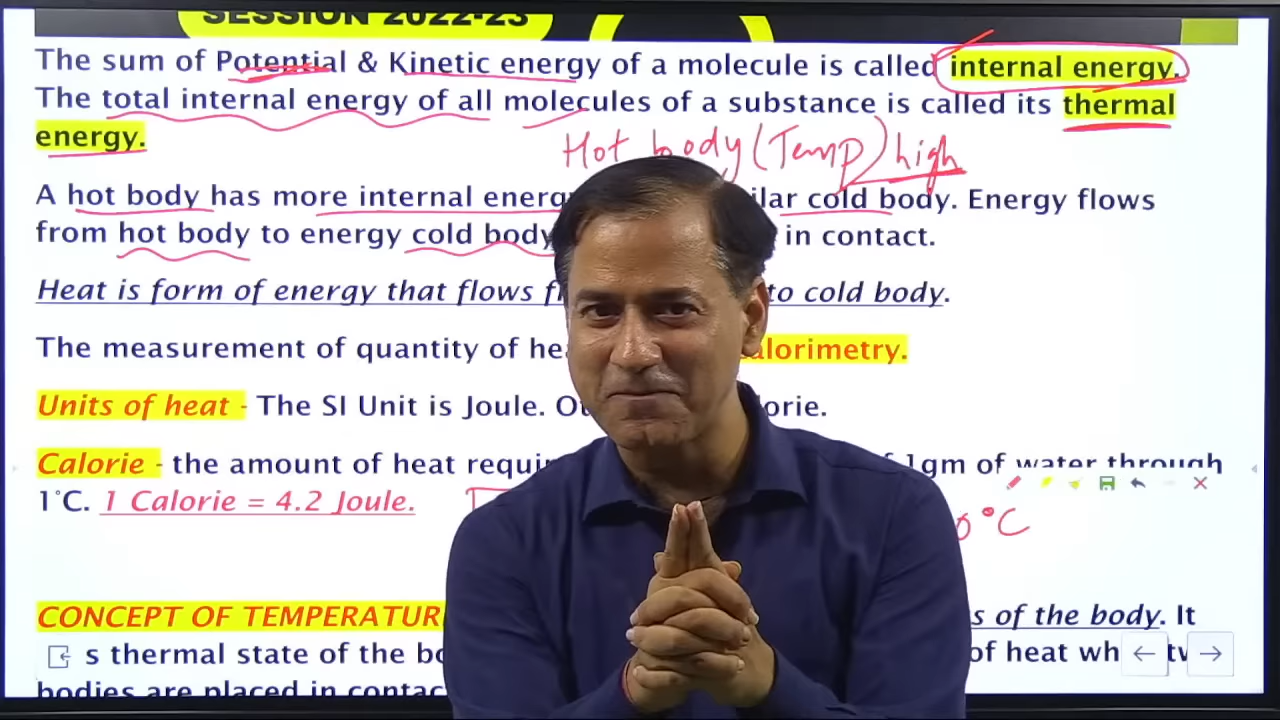 SESSION 2022-23
The sum of Potential & Kinetic energy of a molecule is called internal energy.
The total internal energy of all molecules of a substance is called its thermal
energy.
Hot body (Temp) high
A hot body has more internal energ ilar cold body. Energy flows
from hot body to energy cold body in contact.
Heat is form of energy that flows f to cold body.
The measurement of quantity of he alorimetry.
Units of heat - The SI Unit is Joule. Ot orie.
Calorie - the amount of heat requi of 1gm of water through
1°C. 1 Calorie = 4.2 Joule. 0°C
CONCEPT OF TEMPERATUR s of the body. It
s thermal state of the bo of heat wh tw
bodies are placed in contac